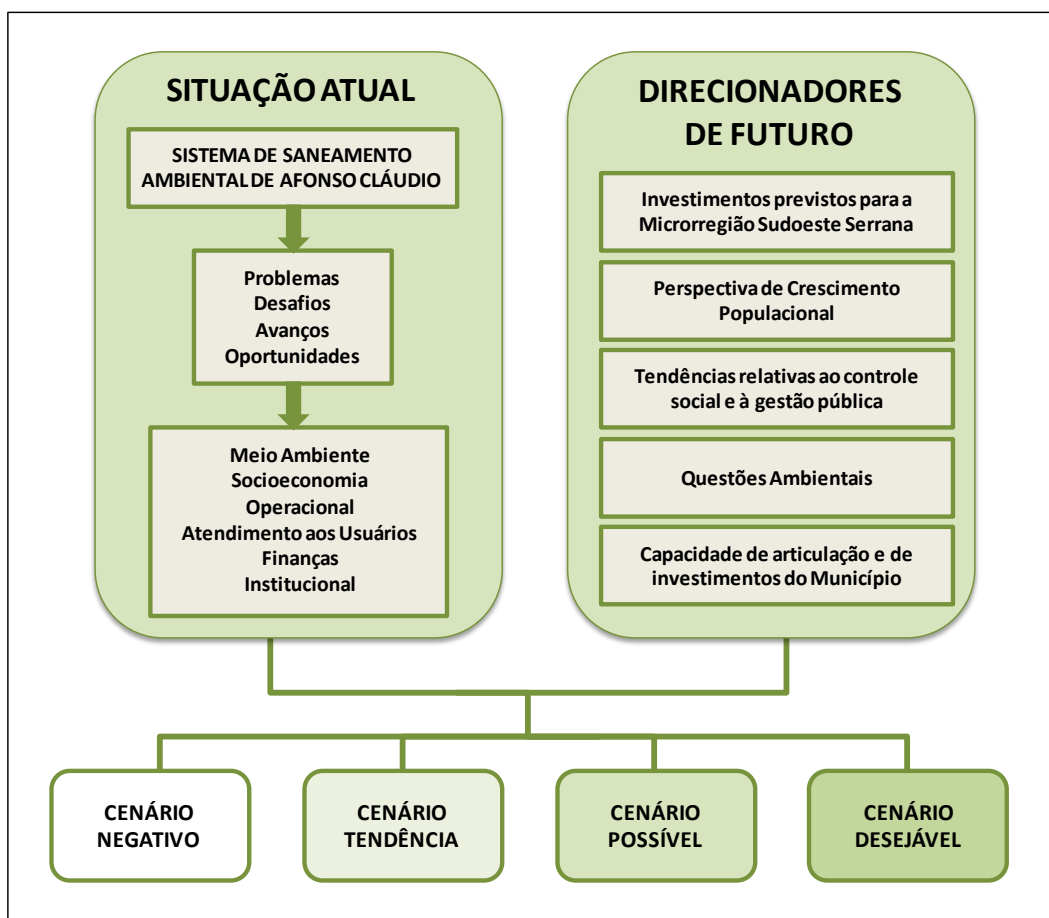 SITUAÇÃO ATUAL
SISTEMA DE SANEAMENTO
AMBIENTAL DE AFONSO CLÁUDIO
Problemas
Desafios
Avanços
Oportunidades
Meio Ambiente
Socioeconomia
Operacional
Atendimento aos Usuários
Finanças
Institucional
DIRECIONADORES
DE FUTURO
Investimentos previstos para a
Microrregião Sudoeste Serrana
Perspectiva de Crescimento
Populacional
Tendências relativas ao controle
social e à gestão pública
Questões Ambientais
Capacidade de articulação e de
investimentos do Município
CENÁRIO
NEGATIVO
CENÁRIO
TENDÊNCIA
CENÁRIO
POSSÍVEL
CENÁRIO
DESEJÁVEL